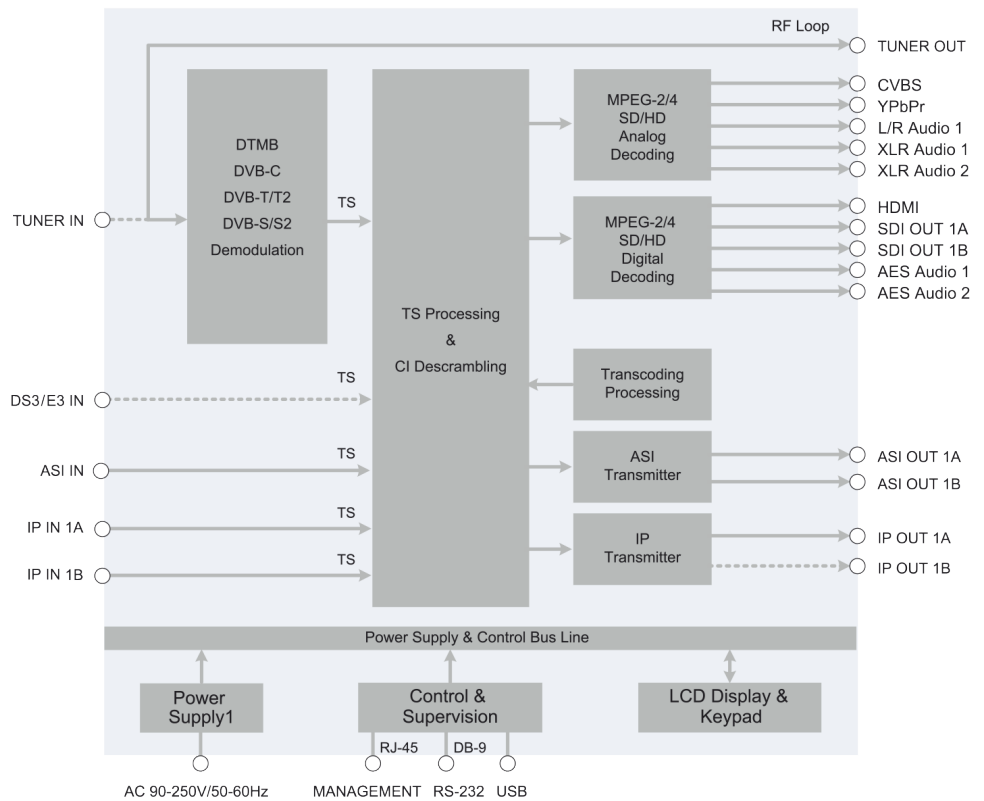 RF Loop
TUNER OUT
CVBS
YPbPr
L/R Audio 1
XLR Audio 1
XLR Audio 2
MPEG-2/4
SD/HD
Analog
Decoding
DTMB
DVB-C
DVB-T/T2
DVB-S/S2
Demodulation
TS
TUNER IN
HDMI
SDI OUT 1A
SDI OUT 1B
AES Audio 1
AES Audio 2
MPEG-2/4
SD/HD
Digital
Decoding
TS Processing
&
CI Descrambling
TS
DS3/E3 IN
Transcoding
Processing
TS
ASI IN
ASI
Transmitter
ASI OUT 1A
ASI OUT 1B
TS
IP IN 1A
IP
Transmitter
IP OUT 1A
IP OUT 1B
TS
IP IN 1B
Power Supply & Control Bus Line
Power
Supply1
Control &
Supervision
LCD Display &
Keypad
RJ-45
DB-9
AC 90-250V/50-60Hz
MANAGEMENT
RS-232
USB